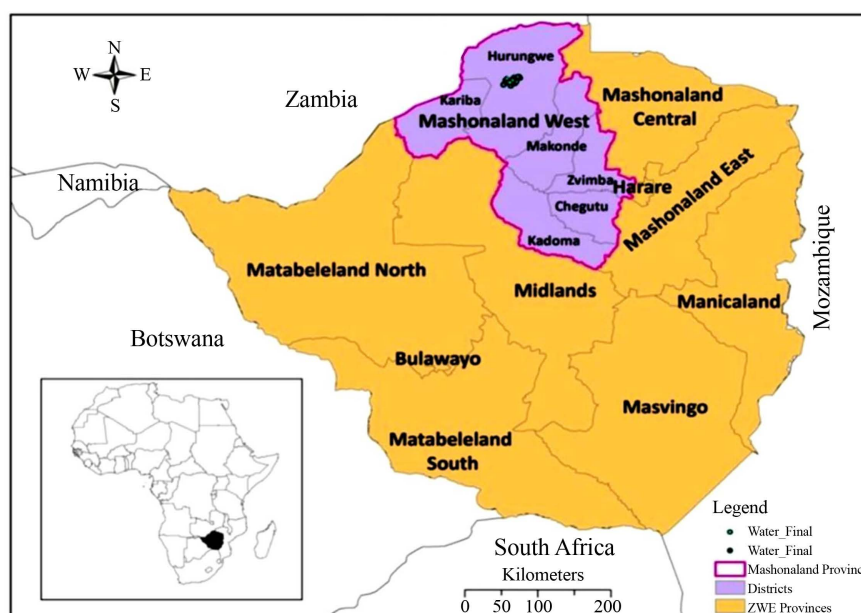 N
W E
S
Zambia
Namibia
Botswana
Mozambique
South Africa
Hurungwe
Kariba
Mashonaland West
Makonde
Zvimba
Chegutu
Kadoma
Mashonaland
Central
Harare
Mashonaland East
Matabeleland North
Midlands
Manicaland
Bulawayo
Masvingo
Matabeleland
South
Kilometers
0 50 100 200
Legend
Water_Final
Water_Final
Mashonaland Provinc
Districts
ZWE Provinces